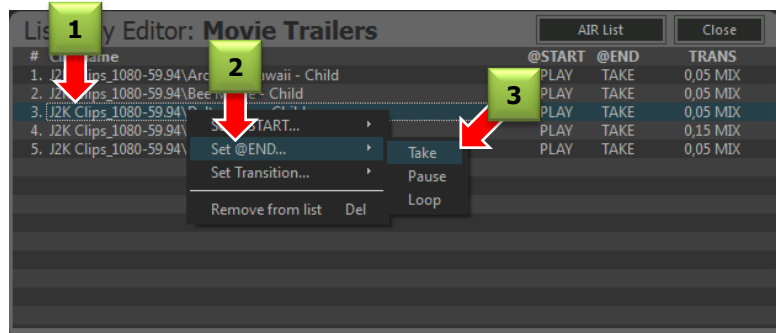 Lis y Editor: Movie Trailers AIR List Close
# Cli ame @START @END TRANS
1. J2K Clips_1080-59.94\Arc awaii - Child PLAY TAKE 0,05 MIX
2. J2K Clips_1080-59.94\Bee M e - Child PLAY TAKE 0,05 MIX
3. J2K Clips_1080-59.94\ PLAY TAKE 0,05 MIX
4. J2K Clips_1080-59.94\ PLAY TAKE 0,15 MIX
5. J2K Clips_1080-59.94\ PLAY TAKE 0,05 MIX
START...
Set @END...
Set Transition...
Remove from list Del
Take
Pause
Loop
1
2
3